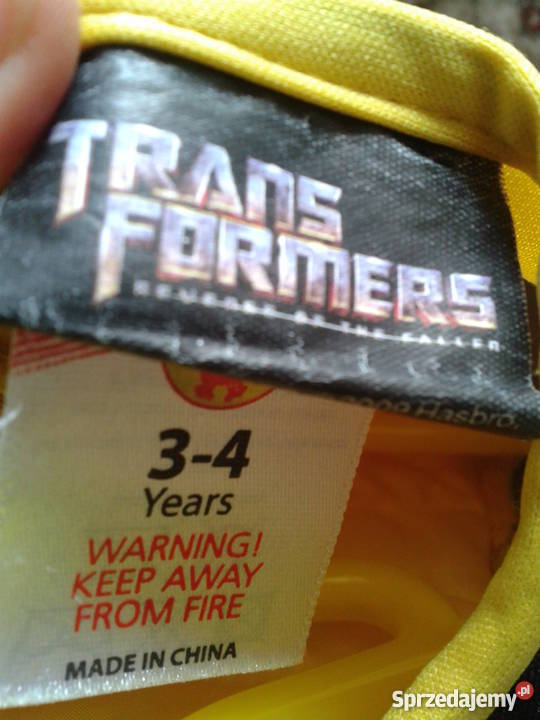 TRANS
FORMERS
REVENGE OF THE FALLEN
2009 Hasbro.
3-4
Years
WARNING!
KEEP AWAY
FROM FIRE
MADE IN CHINA
Sprzedajemy.pl